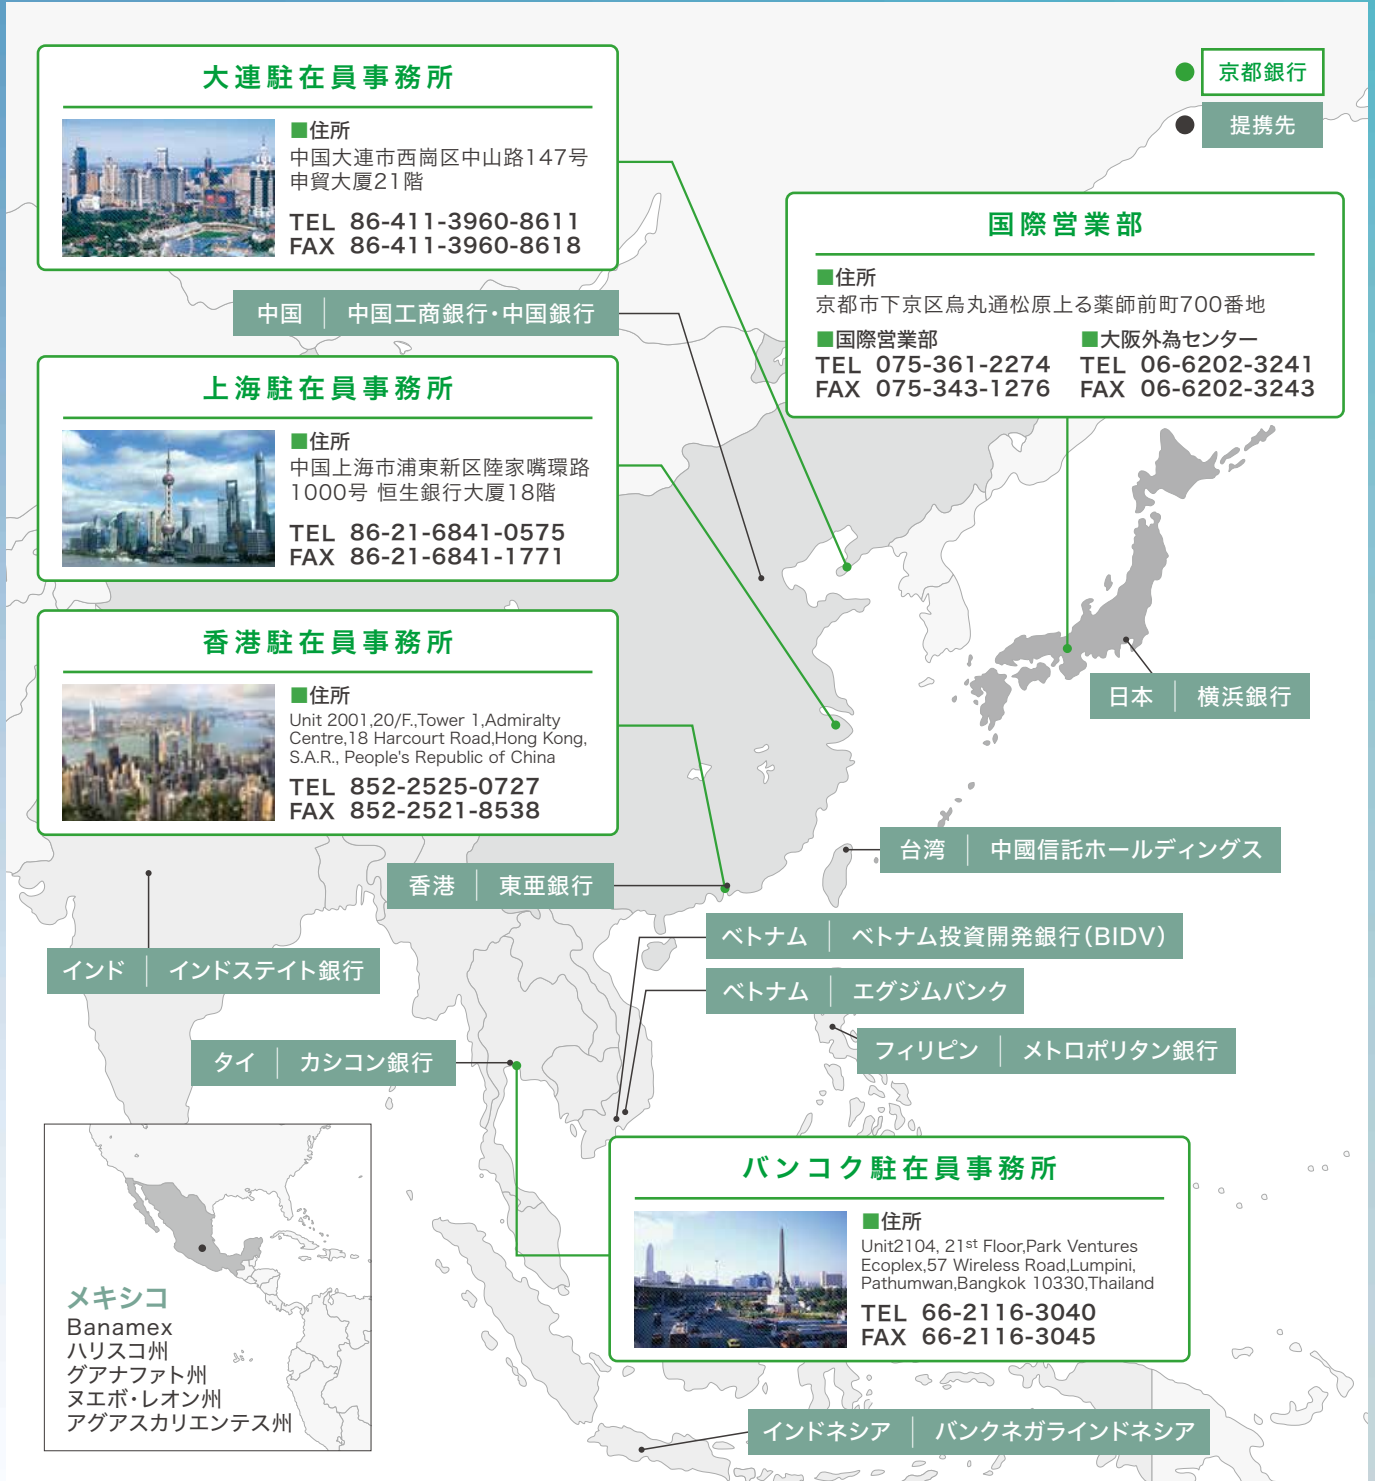 大連駐在員事務所
■住所
中国大連市西崗区中山路147号
申貿大厦21階
TEL 86-411-3960-8611
FAX 86-411-3960-8618
京都銀行
提携先
国際営業部
■住所
京都市下京区烏丸通松原上る薬師前町700番地
■国際営業部
TEL 075-361-2274
FAX 075-343-1276
■大阪外為センター
TEL 06-6202-3241
FAX 06-6202-3243
中国 | 中国工商銀行・中国銀行
上海駐在員事務所
■住所
中国上海市浦東新区陸家嘴環路
1000号 恒生銀行大厦18階
TEL 86-21-6841-0575
FAX 86-21-6841-1771
香港駐在員事務所
■住所
Unit 2001,20/F.,Tower 1,Admiralty
Centre,18 Harcourt Road,Hong Kong,
S.A.R., People's Republic of China
TEL 852-2525-0727
FAX 852-2521-8538
日本 | 横浜銀行
台湾 | 中國信託ホールディングス
香港 | 東亜銀行
ベトナム | ベトナム投資開発銀行(BIDV)
インド | インドステイト銀行
ベトナム | エグジムバンク
フィリピン | メトロポリタン銀行
タイ | カシコン銀行
バンコク駐在員事務所
■住所
Unit2104, 21st Floor,Park Ventures
Ecoplex,57 Wireless Road,Lumpini,
Pathumwan,Bangkok 10330,Thailand
TEL 66-2116-3040
FAX 66-2116-3045
メキシコ
Banamex
ハリスコ州
グアナファト州
ヌエボ・レオン州
アグアスカリエンテス州
インドネシア | バンクネガラインドネシア